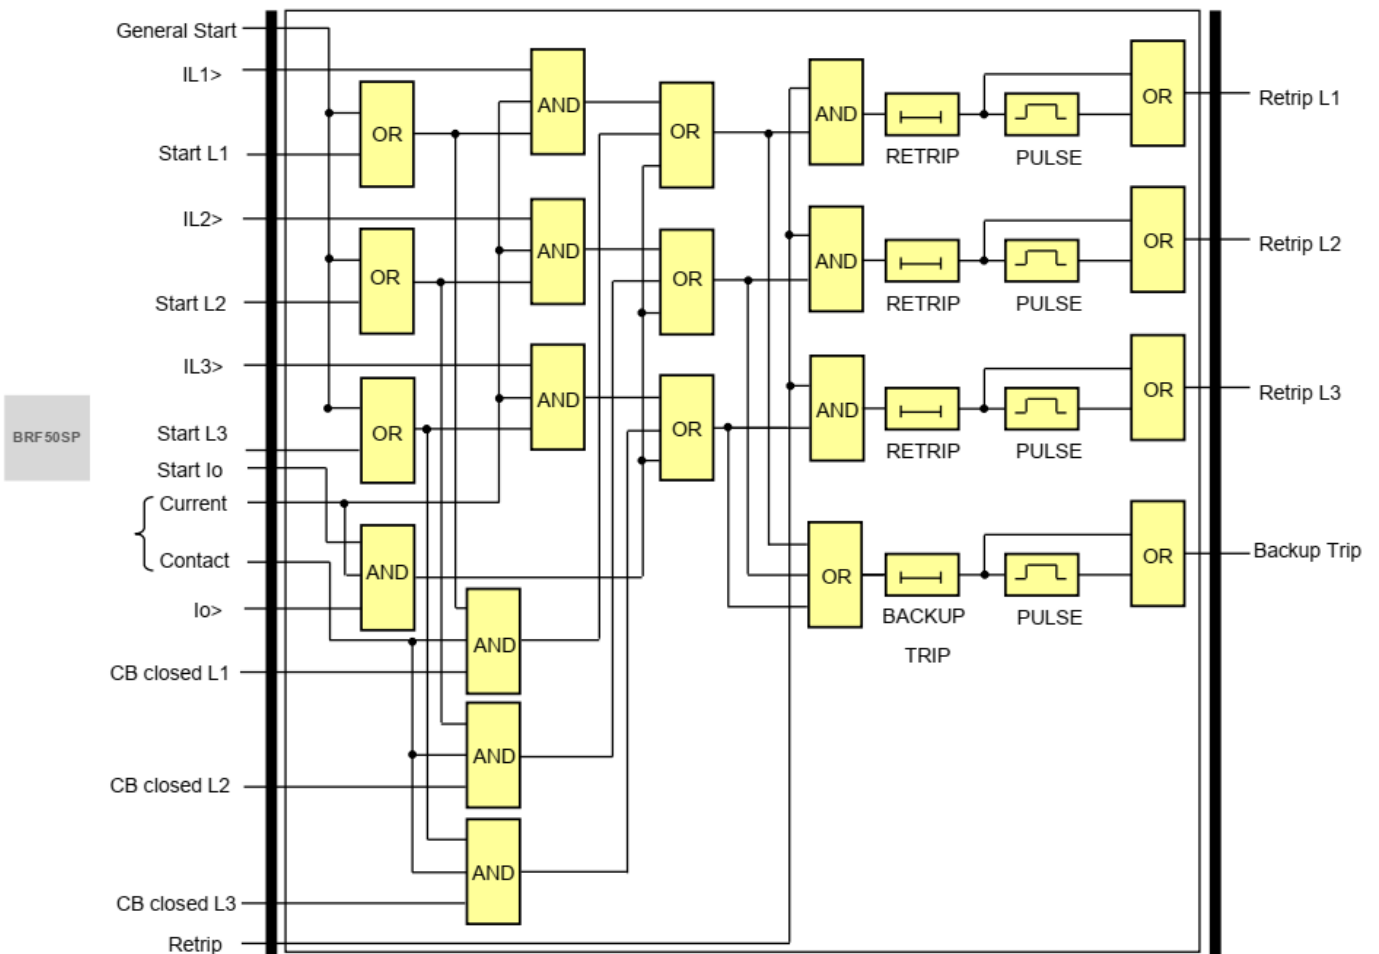 General Start
IL1>
AND
AND
OR
OR
OR
Retrip L1
Start L1
RETRIP
PULSE
IL2>
AND
AND
OR
OR
OR
Retrip L2
Start L2
RETRIP
PULSE
IL3>
AND
AND
OR
OR
OR
Retrip L3
Start L3
RETRIP
PULSE
BRF50SP
Start Io
Current
Contact
AND
OR
OR
Backup Trip
Io>
BACKUP
TRIP
PULSE
AND
CB closed L1
AND
CB closed L2
AND
CB closed L3
Retrip